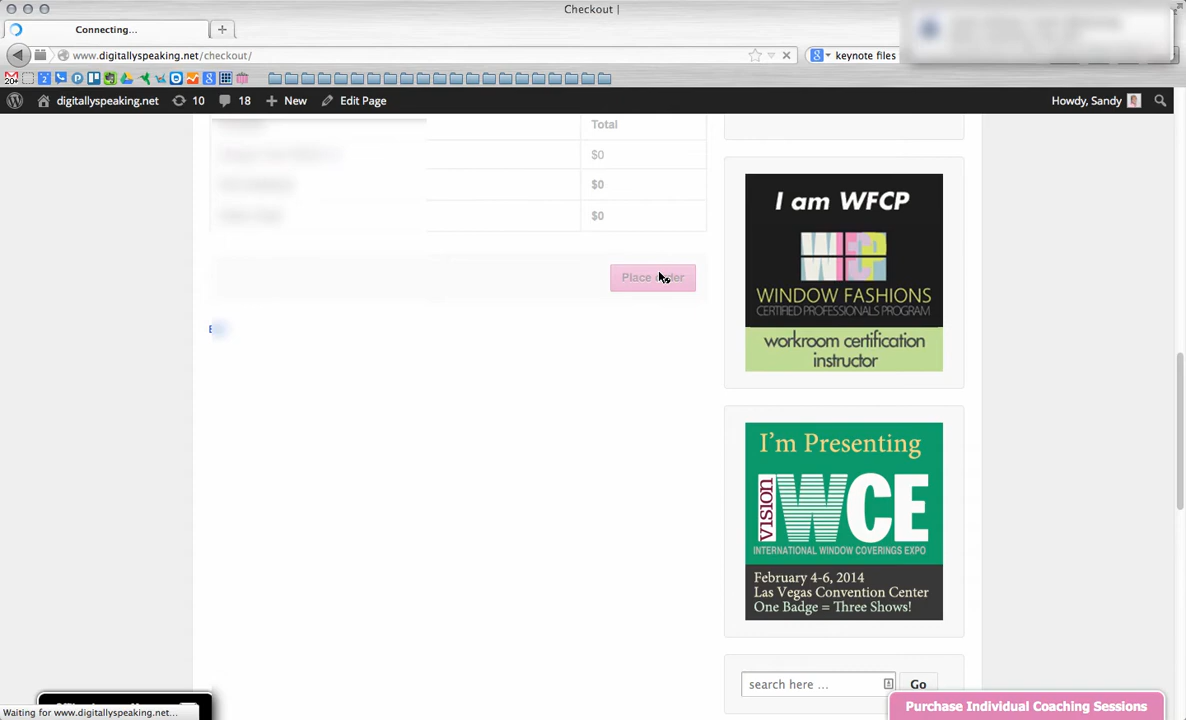 Checkout |
Connecting...
www.digitallyspeaking.net/checkout/
keynote files
20+
digitallyspeaking.net
10
18
New
Edit Page
Howdy, Sandy
Total
$0
$0
$0
Place order
I am WFCP
WFCP
WINDOW FASHIONS
CERTIFIED PROFESSIONALS PROGRAM
workroom certification
instructor
I'm Presenting
vision
IWCE
INTERNATIONAL WINDOW COVERINGS EXPO
February 4-6, 2014
Las Vegas Convention Center
One Badge = Three Shows!
search here ...
Go
Purchase Individual Coaching Sessions
Waiting for www.digitallyspeaking.net...